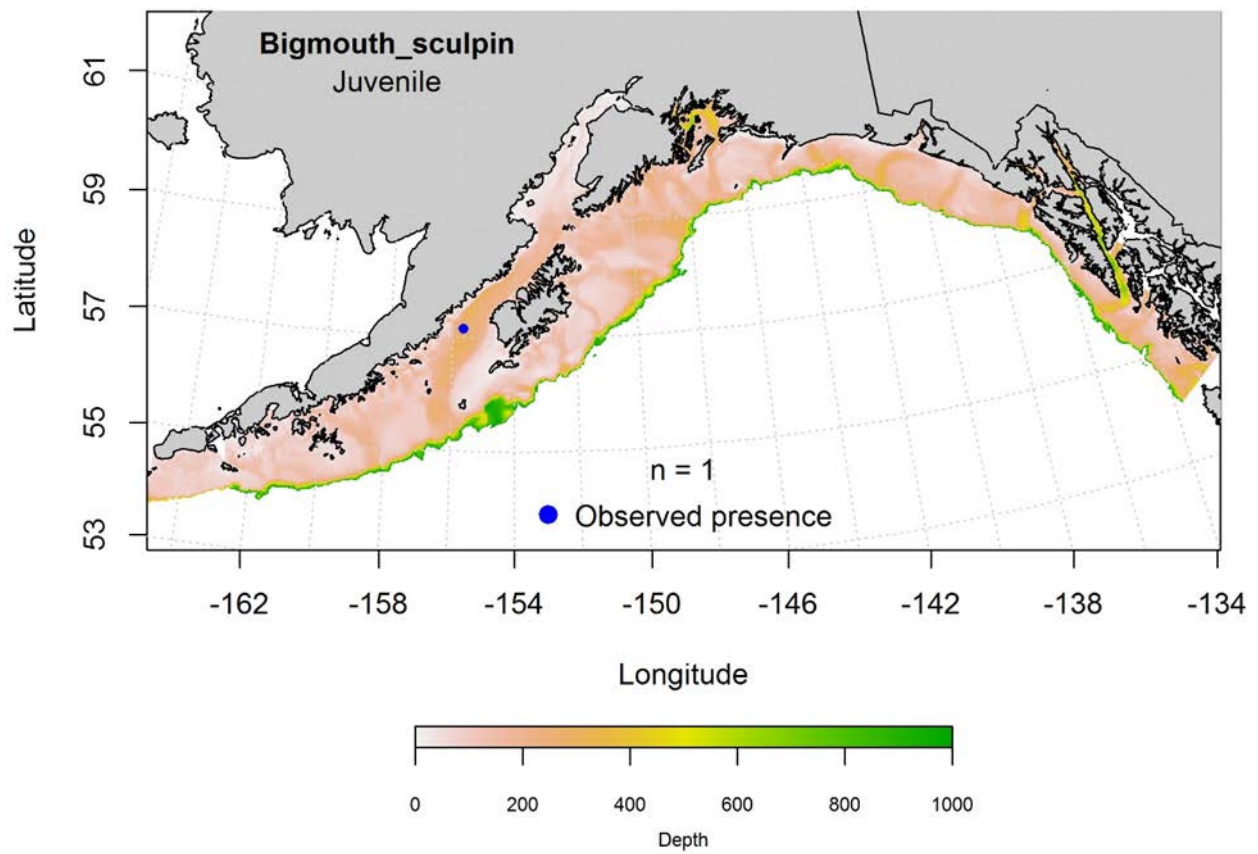 Bigmouth_sculpin
Juvenile
61
59
57
55
53
Latitude
n = 1
Observed presence
-162 -158 -154 -150 -146 -142 -138 -134
Longitude
0 200 400 600 800 1000
Depth